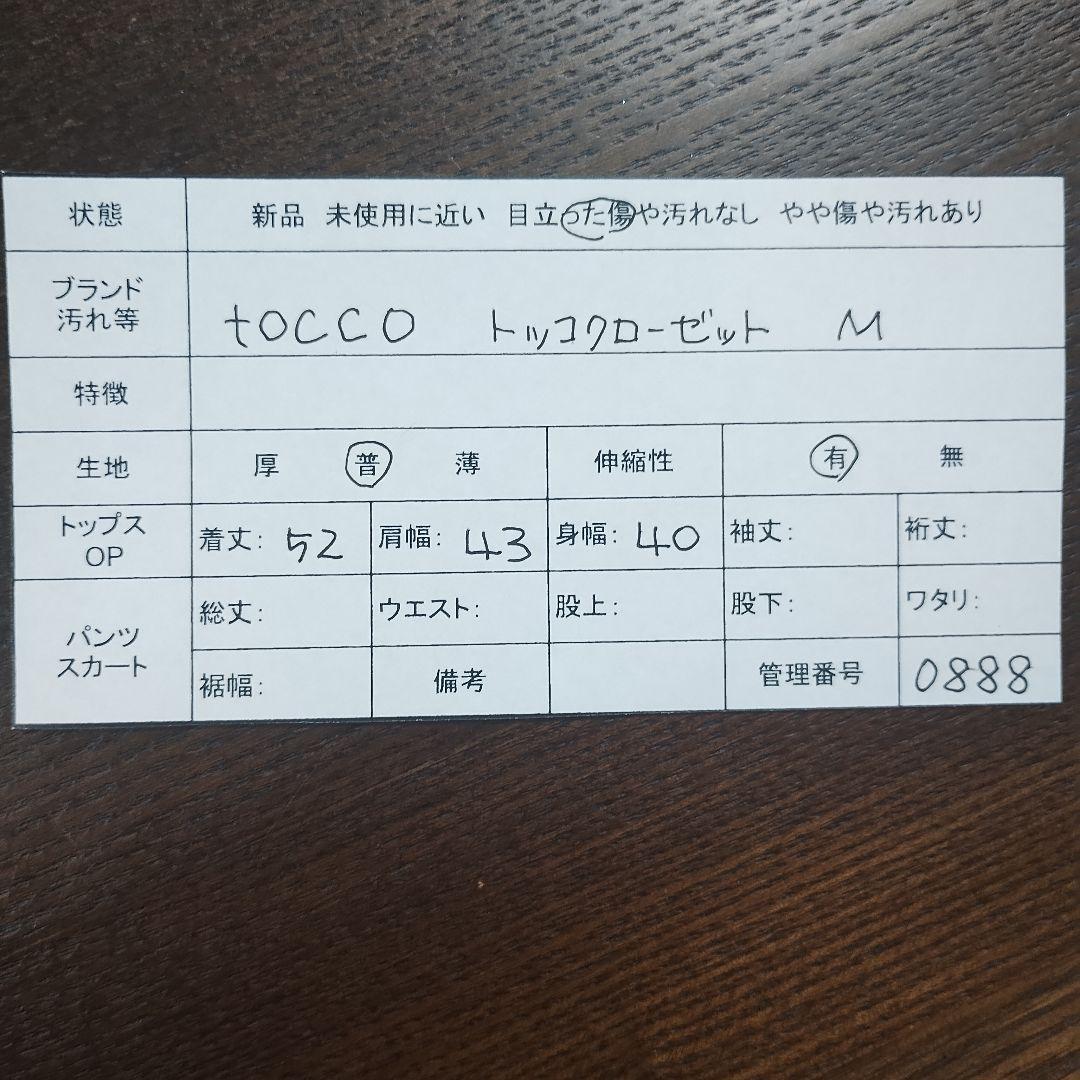 状態 新品 未使用に近い 目立った傷や汚れなし やや傷や汚れあり
ブランド
汚れ等 tocco トッコクローゼット M
特徴
生地 厚 普 薄 伸縮性 有 無
トップス
OP 着丈: 52 肩幅: 43 身幅: 40 袖丈: 裄丈:
パンツ
スカート 総丈: ウエスト: 股上: 股下: ワタリ:
裾幅: 備考 管理番号 0888